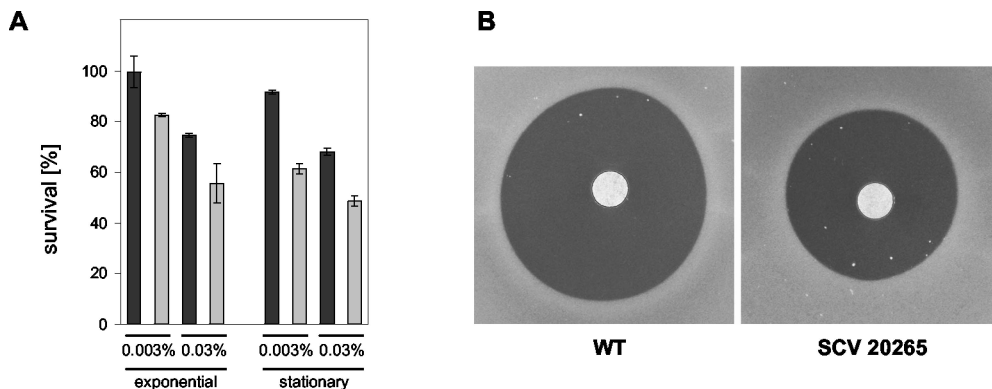 A
survival [%]
100
80
60
40
20
0
0.003% 0.03% 0.003% 0.03%
exponential stationary
B
WT SCV 20265